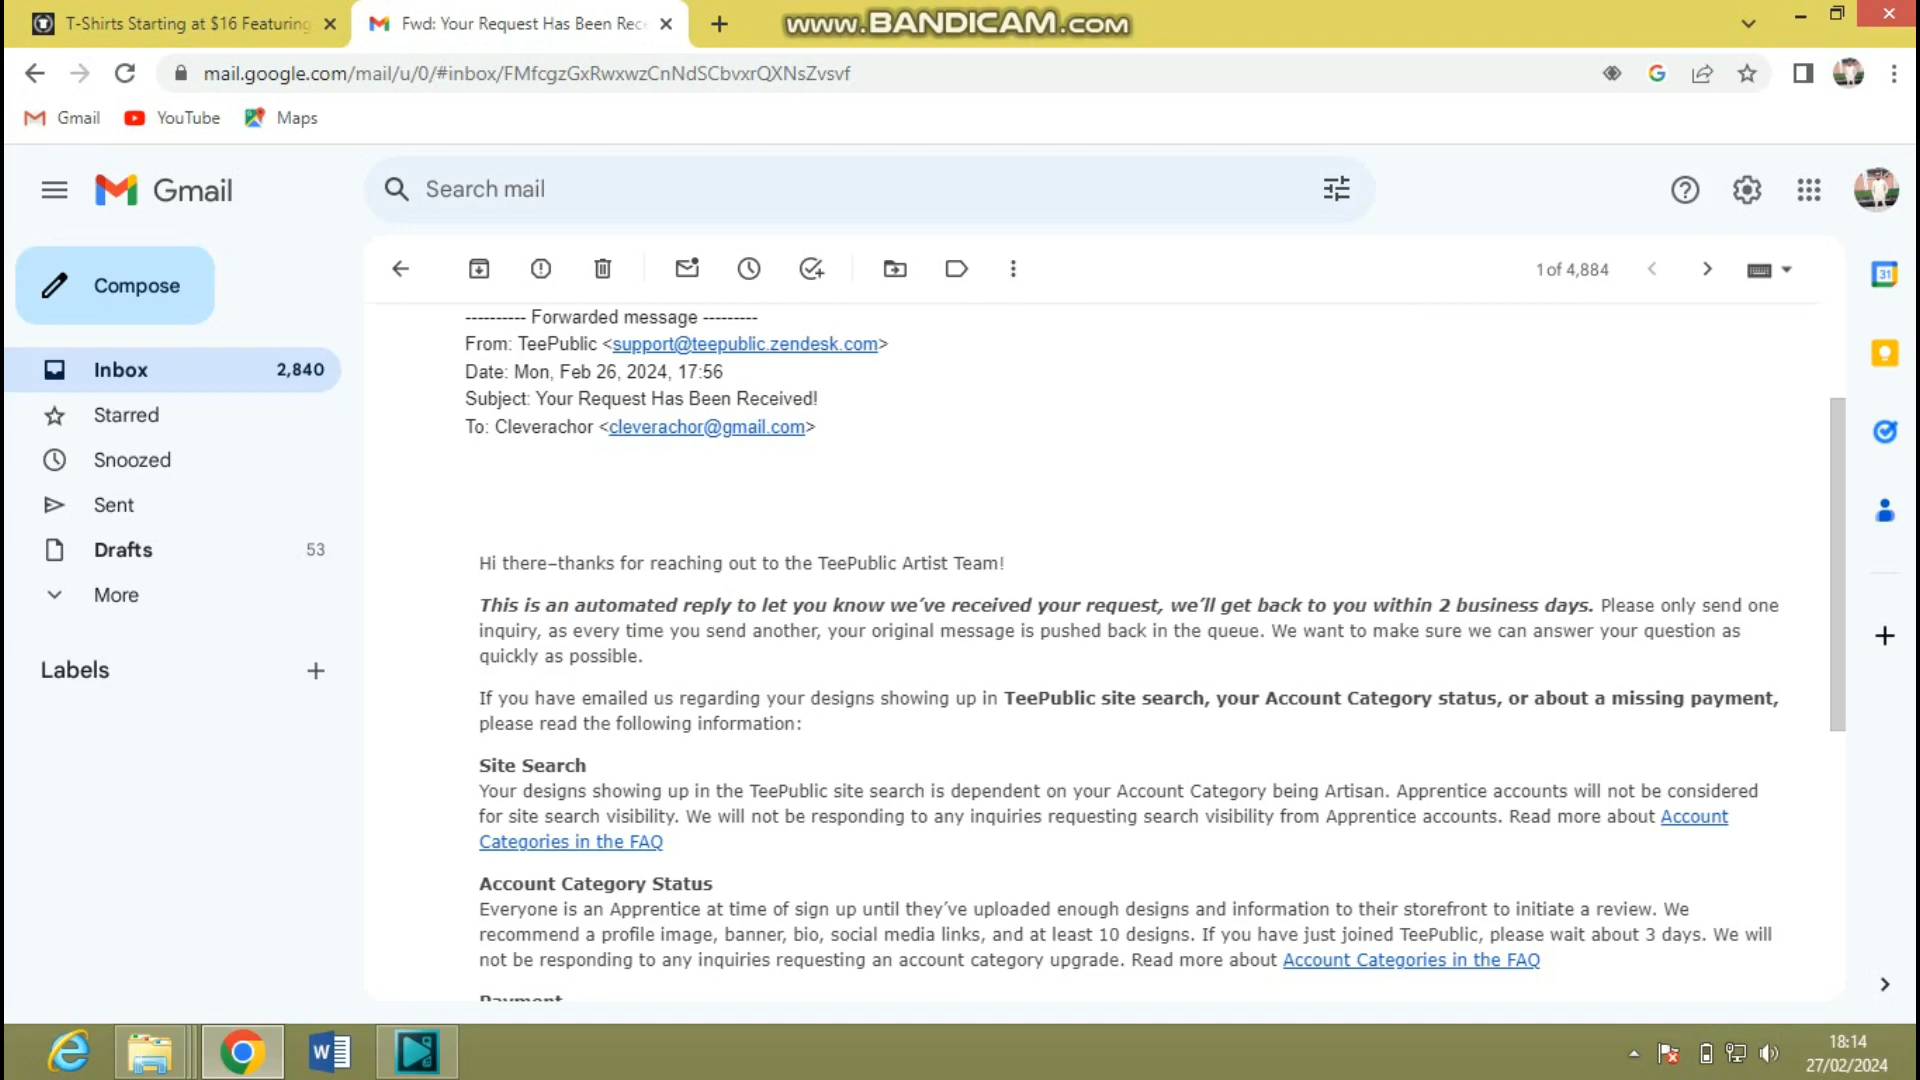 T-Shirts Starting at $16 Featuring
Fwd: Your Request Has Been Rec
www.BANDICAM.com
mail.google.com/mail/u/0/#inbox/FMfcgzGxRwxwzCnNdSCbvxrQXNsZvsvf
Gmail
YouTube
Maps
Gmail
Search mail
Compose
1 of 4,884
Inbox 2,840
Starred
Snoozed
Sent
Drafts 53
More
Labels
---------- Forwarded message ---------
From: TeePublic <support@teepublic.zendesk.com>
Date: Mon, Feb 26, 2024, 17:56
Subject: Your Request Has Been Received!
To: Cleverachor <cleverachor@gmail.com>
Hi there–thanks for reaching out to the TeePublic Artist Team!
This is an automated reply to let you know we’ve received your request, we’ll get back to you within 2 business days. Please only send one
inquiry, as every time you send another, your original message is pushed back in the queue. We want to make sure we can answer your question as
quickly as possible.
If you have emailed us regarding your designs showing up in TeePublic site search, your Account Category status, or about a missing payment,
please read the following information:
Site Search
Your designs showing up in the TeePublic site search is dependent on your Account Category being Artisan. Apprentice accounts will not be considered
for site search visibility. We will not be responding to any inquiries requesting search visibility from Apprentice accounts. Read more about Account
Categories in the FAQ
Account Category Status
Everyone is an Apprentice at time of sign up until they’ve uploaded enough designs and information to their storefront to initiate a review. We
recommend a profile image, banner, bio, social media links, and at least 10 designs. If you have just joined TeePublic, please wait about 3 days. We will
not be responding to any inquiries requesting an account category upgrade. Read more about Account Categories in the FAQ
Payment
31
18:14
27/02/2024